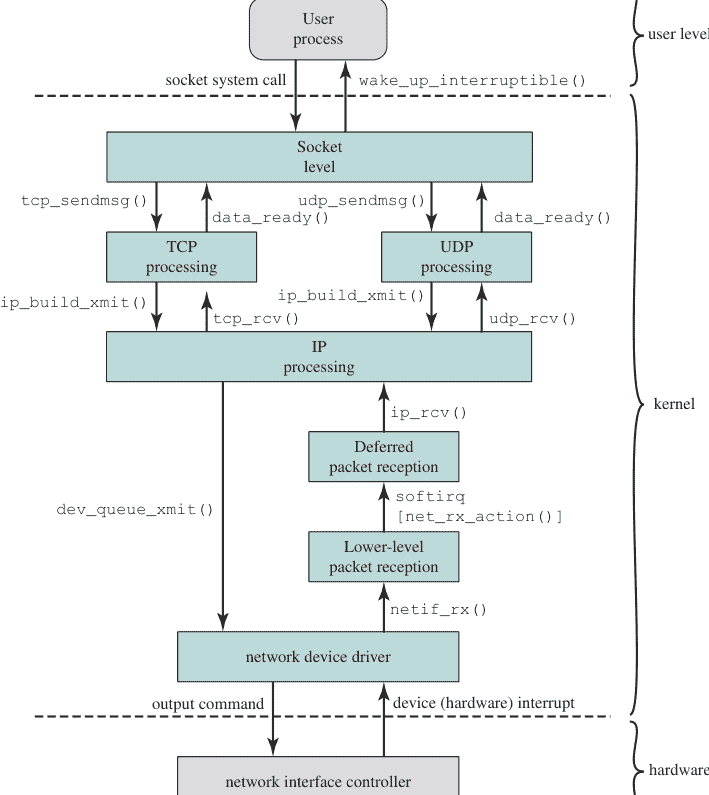 User
process
user level
socket system call
wake_up_interruptible()
Socket
level
tcp_sendmsg()
udp_sendmsg()
data_ready()
data_ready()
TCP
processing
UDP
processing
ip_build_xmit()
ip_build_xmit()
tcp_rcv()
udp_rcv()
IP
processing
kernel
ip_rcv()
Deferred
packet reception
softirq
[net_rx_action()]
dev_queue_xmit()
Lower-level
packet reception
netif_rx()
network device driver
output command
device (hardware) interrupt
hardware
network interface controller